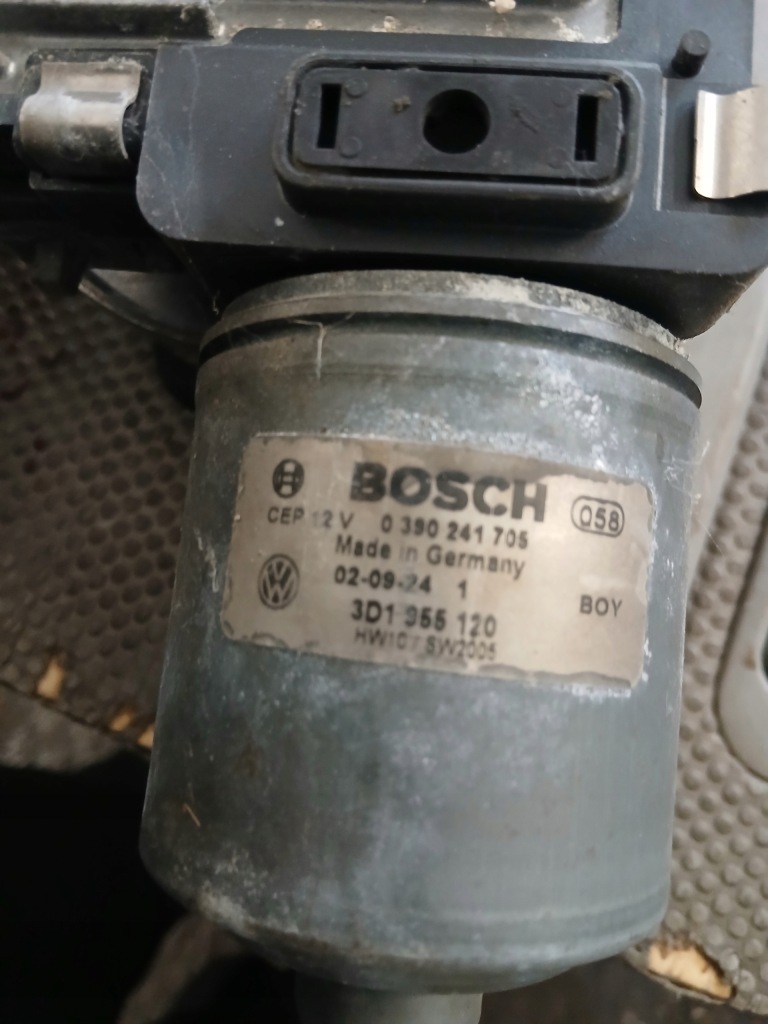 BOSCH 058
CEP 12 V 0 390 241 705
Made in Germany
02-09-24 1
BOY
3D1 955 120
SW2005